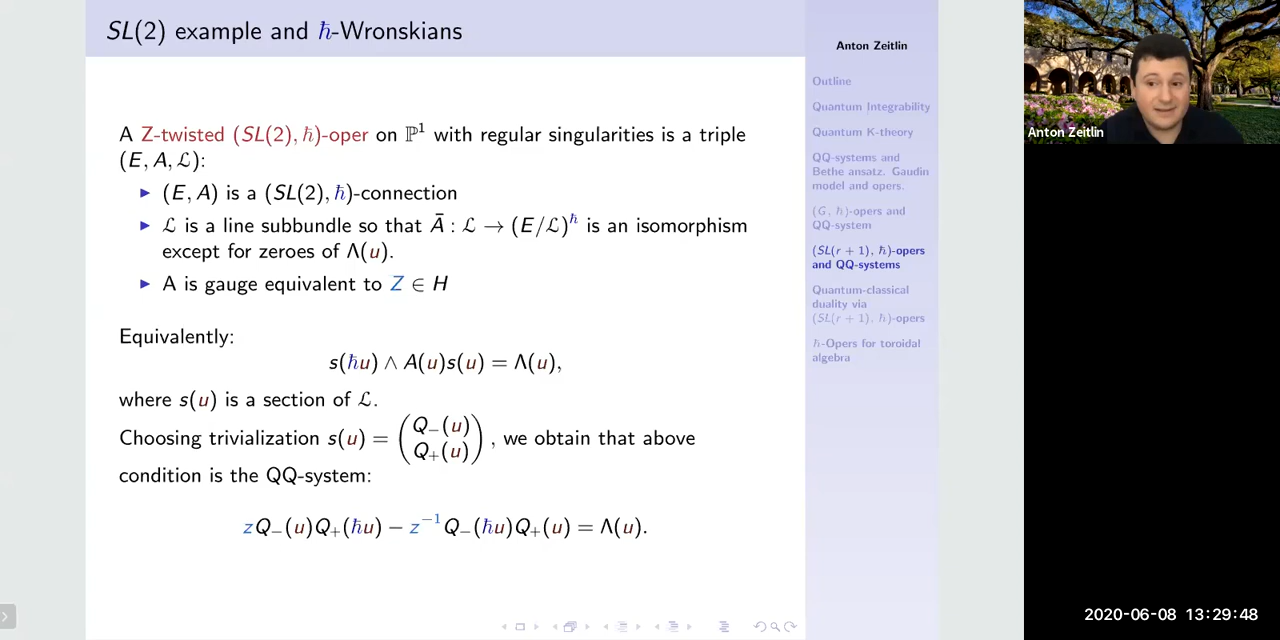 SL(2) example and ℏ-Wronskians
A Z-twisted (SL(2), ℏ)-oper on ℙ¹ with regular singularities is a triple
(E, A, ℒ):
▶ (E, A) is a (SL(2), ℏ)-connection
▶ ℒ is a line subbundle so that Ā : ℒ → (E/ℒ)^ℏ is an isomorphism
except for zeroes of Λ(u).
▶ A is gauge equivalent to Z ∈ H
Equivalently:
s(ℏu) ∧ A(u)s(u) = Λ(u),
where s(u) is a section of ℒ.
Choosing trivialization s(u) = (Q₋(u) Q₊(u)), we obtain that above
condition is the QQ-system:
zQ₋(u)Q₊(ℏu) − z⁻¹Q₋(ℏu)Q₊(u) = Λ(u).
Anton Zeitlin
Outline
Quantum Integrability
Quantum K-theory
QQ-systems and
Bethe ansatz. Gaudin
model and opers.
(G, ℏ)-opers and
QQ-system
(SL(r + 1), ℏ)-opers
and QQ-systems
Quantum-classical
duality via
(SL(r + 1), ℏ)-opers
ℏ-Opers for toroidal
algebra
Anton Zeitlin
2020-06-08 13:29:48